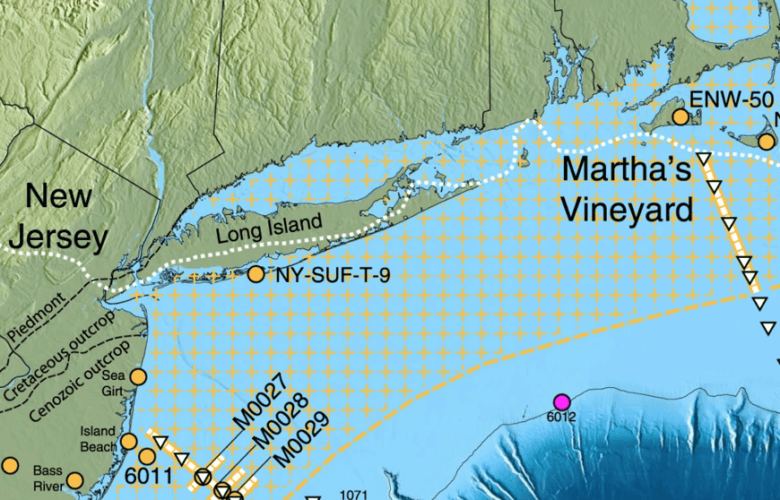 ENW-50
N
Martha's
Vineyard
New
Jersey
Long Island
NY-SUF-T-9
Piedmont
Cretaceous outcrop
Cenozoic outcrop
Sea
Girt
M0027
M0028
M0029
6012
Island
Beach
6011
Bass
River
1071